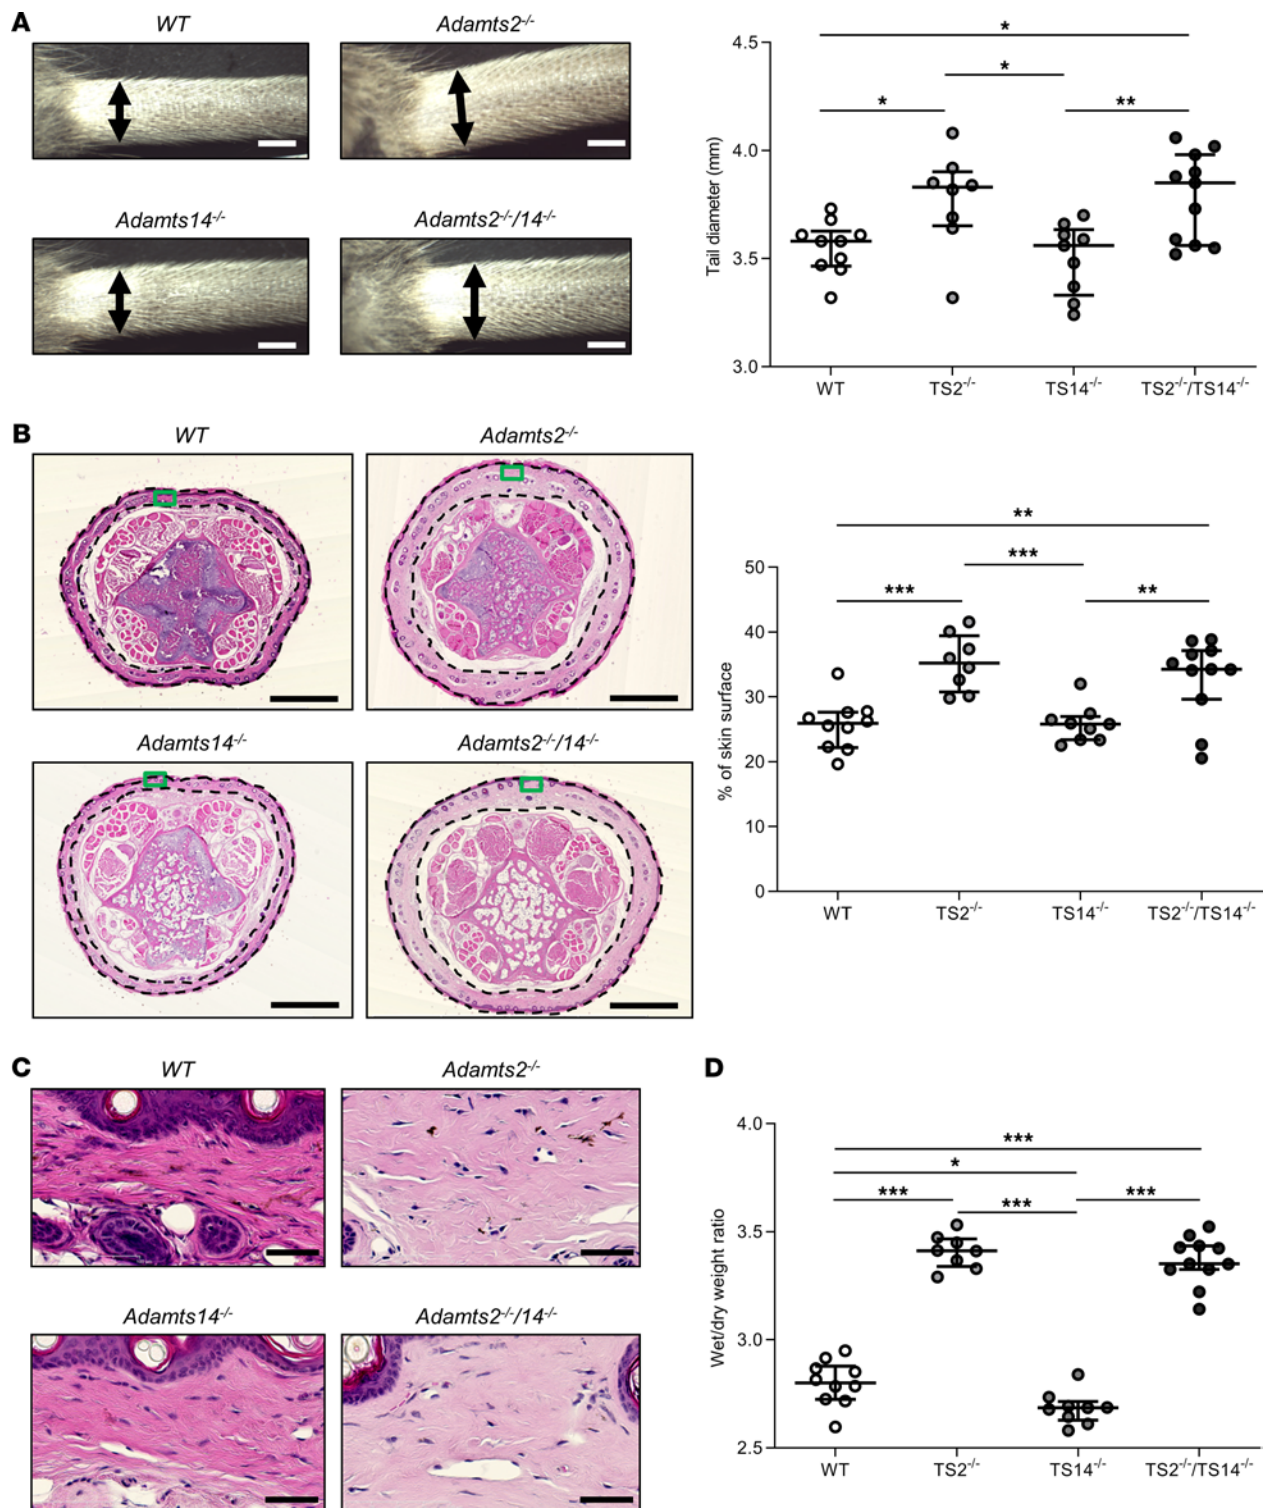 A
WT
Adamts2-/-
Adamts14-/-
Adamts2-/-/14-/-
*
*
*
**
4.5
4.0
3.5
3.0
Tail diameter (mm)
WT TS2-/- TS14-/- TS2-/-/TS14-/-
B
WT
Adamts2-/-
Adamts14-/-
Adamts2-/-/14-/-
**
***
***
**
50
40
30
20
10
0
% of skin surface
WT TS2-/- TS14-/- TS2-/-/TS14-/-
C
WT
Adamts2-/-
Adamts14-/-
Adamts2-/-/14-/-
D
***
*
***
***
***
4.0
3.5
3.0
2.5
Wet/dry weight ratio
WT TS2-/- TS14-/- TS2-/-/TS14-/-